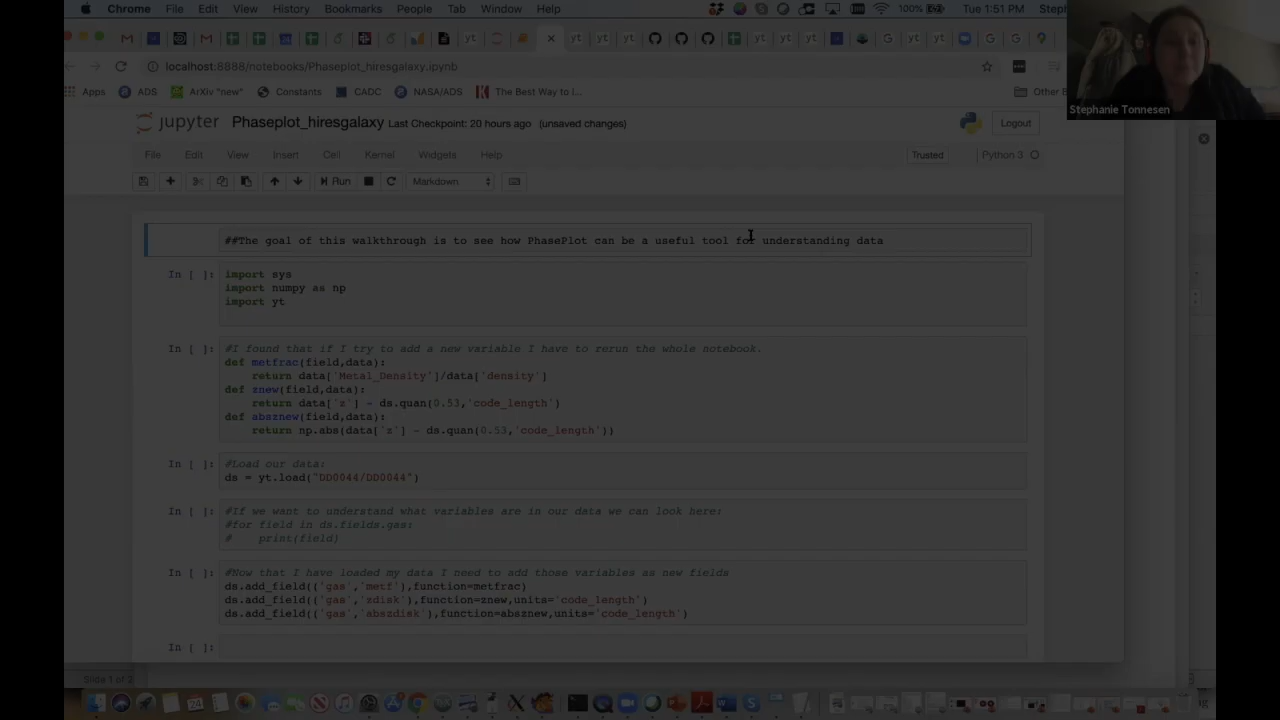 Chrome File Edit View History Bookmarks People Tab Window Help 100% Tue 1:51 PM Steph
localhost:8888/notebooks/Phaseplot_hiresgalaxy.ipynb
Apps ADS ArXiv "new" Constants CADC NASA/ADS The Best Way to I... Other B
Stephanie Tonnesen
jupyter Phaseplot_hiresgalaxy Last Checkpoint: 20 hours ago (unsaved changes) Logout
File Edit View Insert Cell Kernel Widgets Help Trusted Python 3
Run Markdown
##The goal of this walkthrough is to see how PhasePlot can be a useful tool for understanding data
In [ ]: import sys
import numpy as np
import yt
In [ ]: #I found that if I try to add a new variable I have to rerun the whole notebook.
def metfrac(field,data):
return data['Metal_Density']/data['density']
def znew(field,data):
return data['z'] - ds.quan(0.53,'code_length')
def absznew(field,data):
return np.abs(data['z'] - ds.quan(0.53,'code_length'))
In [ ]: #Load our data:
ds = yt.load("DD0044/DD0044")
In [ ]: #If we want to understand what variables are in our data we can look here:
#for field in ds.fields.gas:
# print(field)
In [ ]: #Now that I have loaded my data I need to add those variables as new fields
ds.add_field(('gas','metf'),function=metfrac)
ds.add_field(('gas','zdisk'),function=znew,units='code_length')
ds.add_field(('gas','abszdisk'),function=absznew,units='code_length')
In [ ]:
Slide 1 of 2